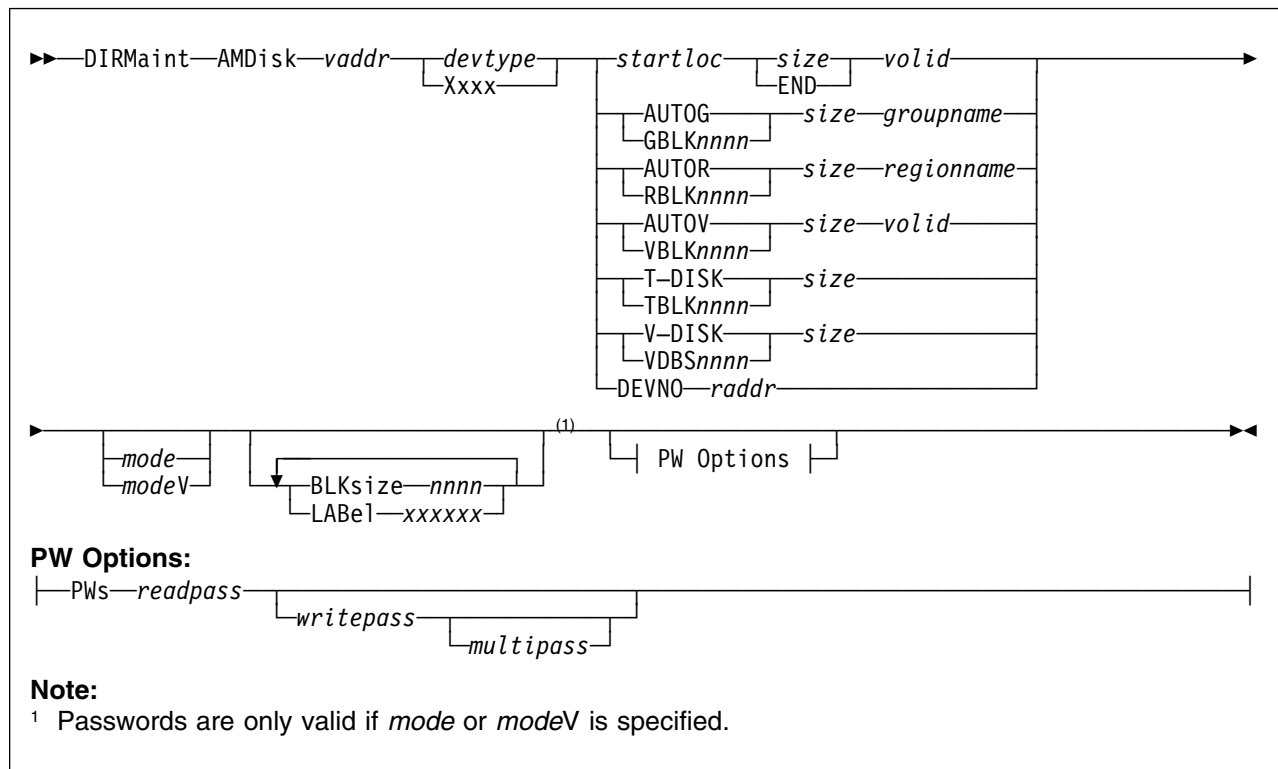 DIRMaint AMDisk vaddr devtype startloc size volid
Xxxx END
AUTOG size groupname
GBLKnnnn
AUTOR size regionname
RBLKnnnn
AUTOV size volid
VBLKnnnn
T–DISK size
TBLKnnnn
V–DISK size
VDBSnnnn
DEVNO raddr
(1)
mode PW Options
modeV BLKsize nnnn
LABel xxxxxx
PW Options:
PWs readpass
writepass
multipass
Note:
1 Passwords are only valid if mode or modeV is specified.